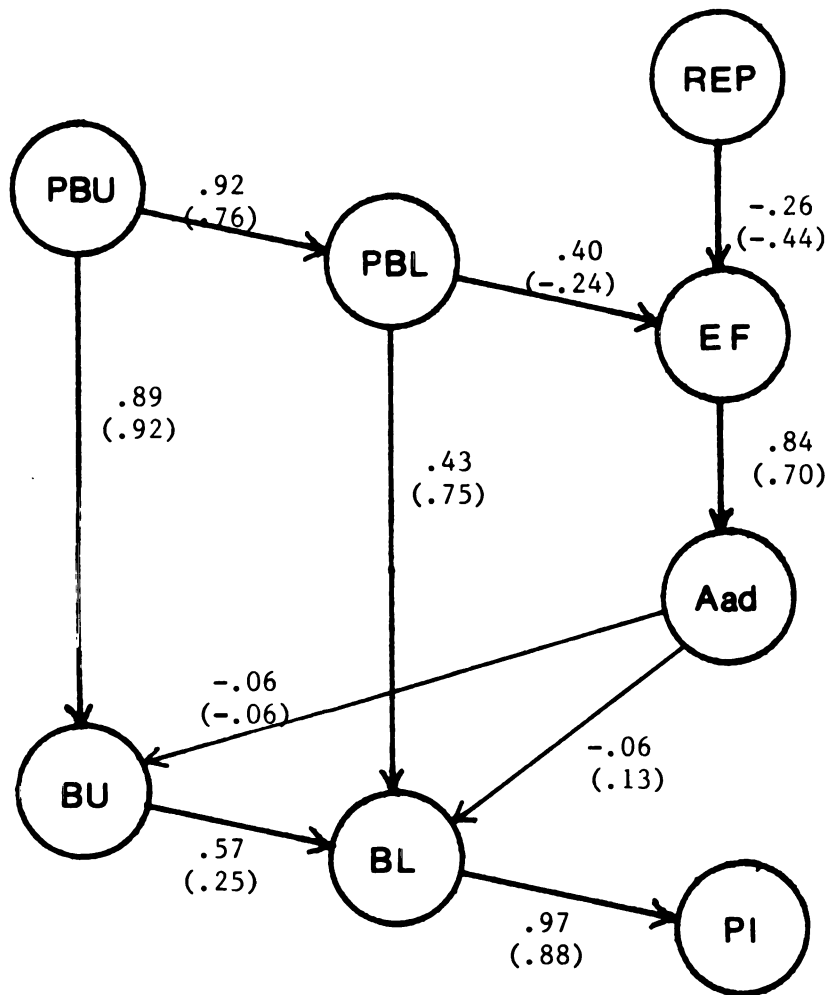 REP
PBU
.92
(.76)
-.26
(-.44)
PBL
.40
(-.24)
EF
.89
(.92)
.84
(.70)
.43
(.75)
Aad
-.06
(-.06)
-.06
(.13)
BU
.57
(.25)
BL
.97
(.88)
PI